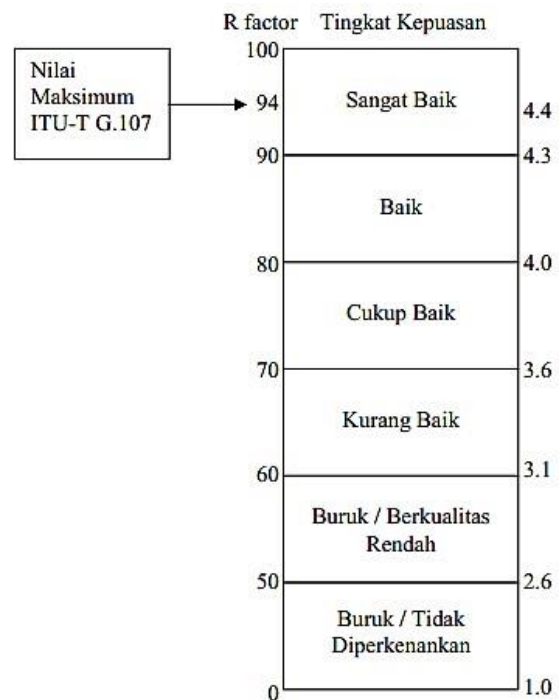 R factor Tingkat Kepuasan
100
Nilai
Maksimum
ITU-T G.107
94
Sangat Baik
4.4
90
4.3
Baik
80
4.0
Cukup Baik
70
3.6
Kurang Baik
60
3.1
Buruk / Berkualitas
Rendah
50
2.6
Buruk / Tidak
Diperkenankan
0
1.0